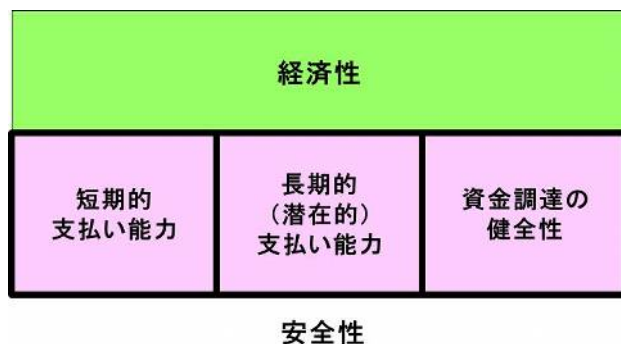 経済性
短期的
支払い能力
長期的
（潜在的）
支払い能力
資金調達の
健全性
安全性